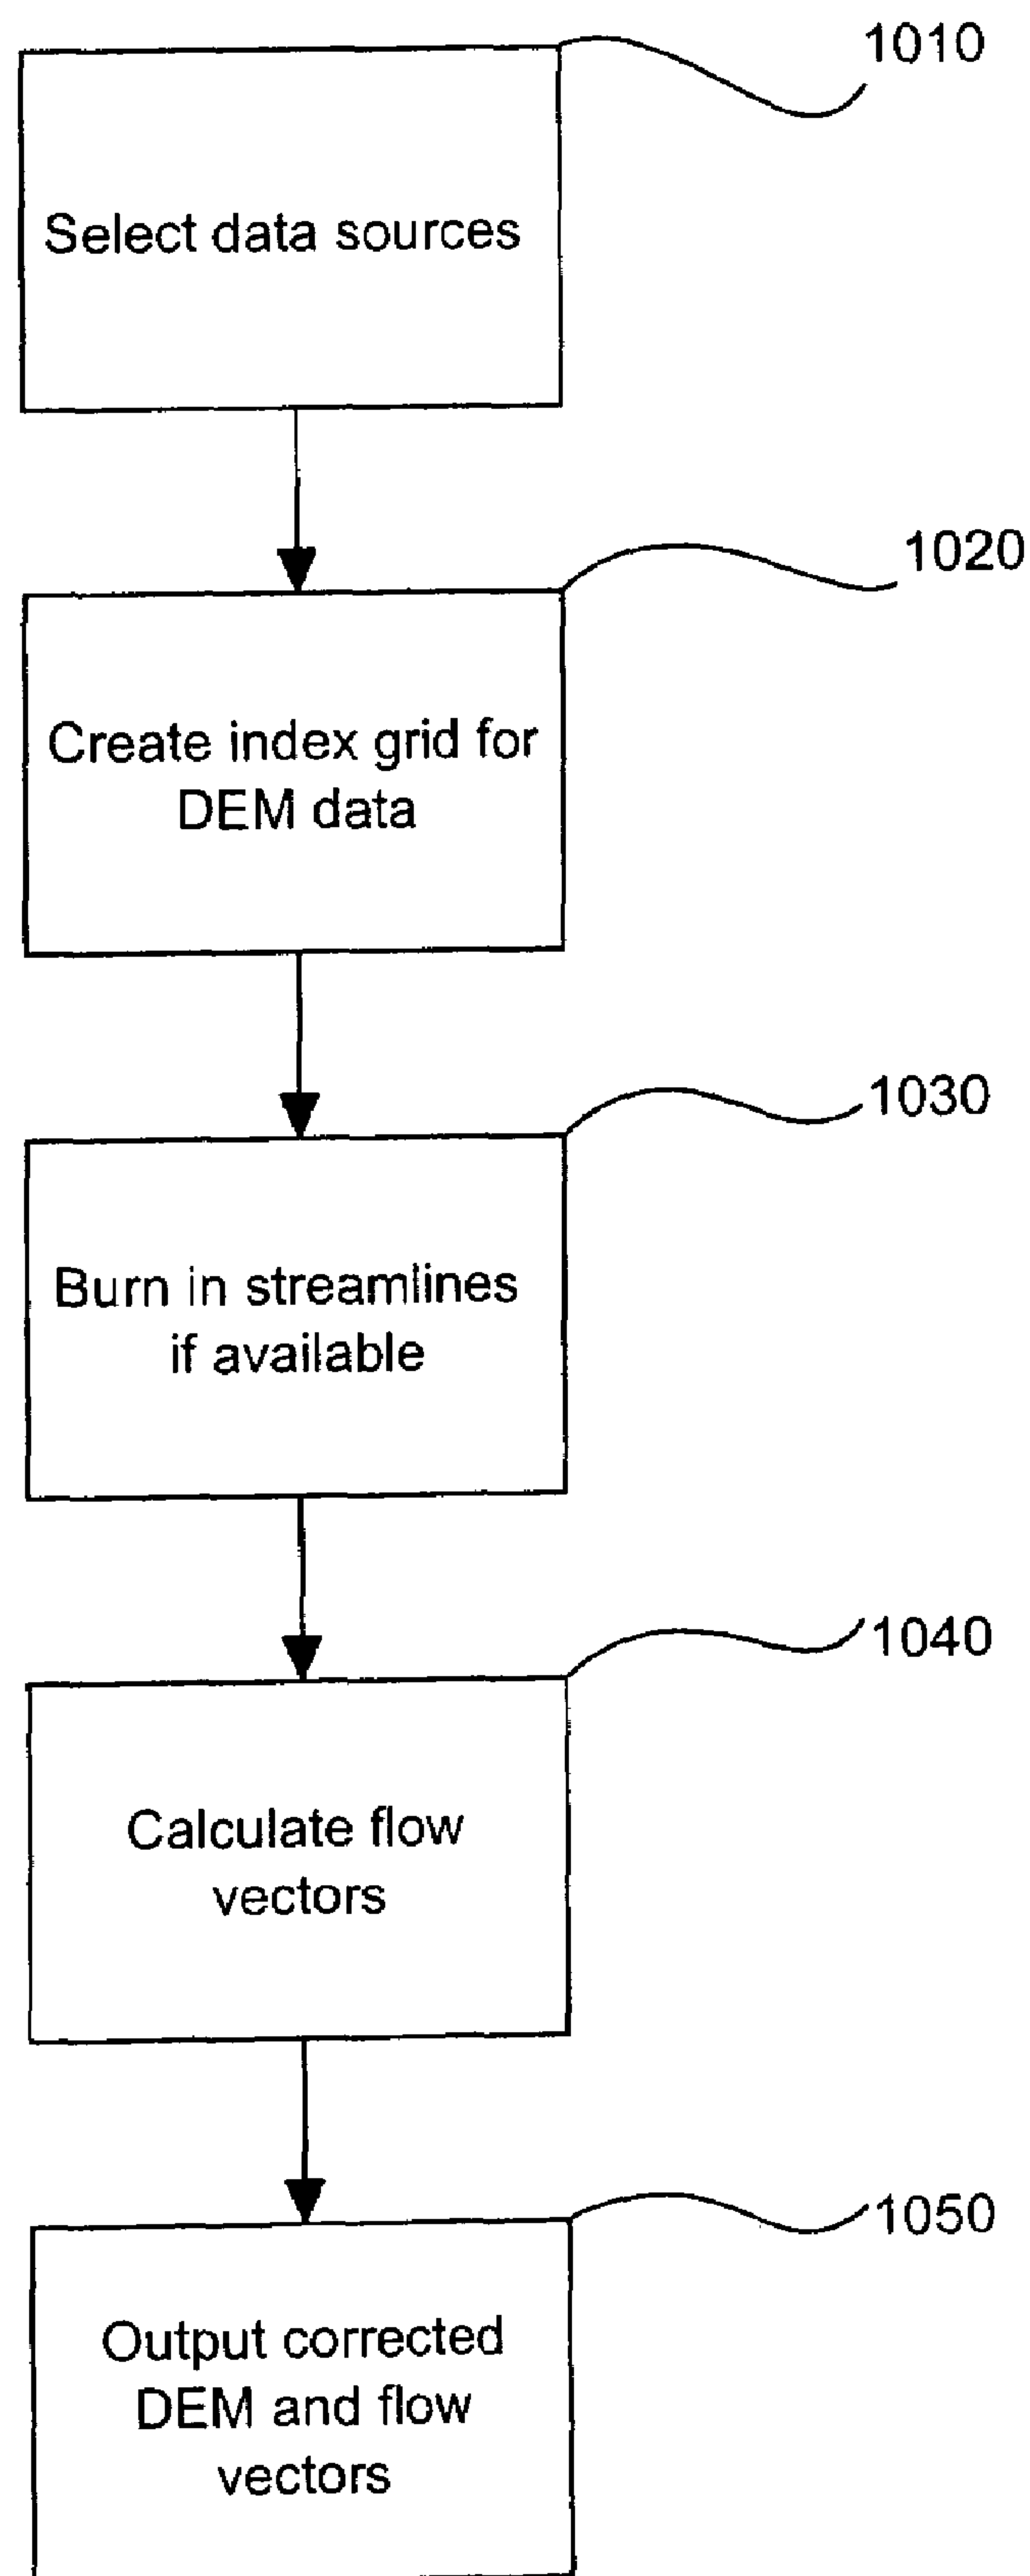 1010
Select data sources
1020
Create index grid for
DEM data
1030
Burn in streamlines
if available
1040
Calculate flow
vectors
1050
Output corrected
DEM and flow
vectors